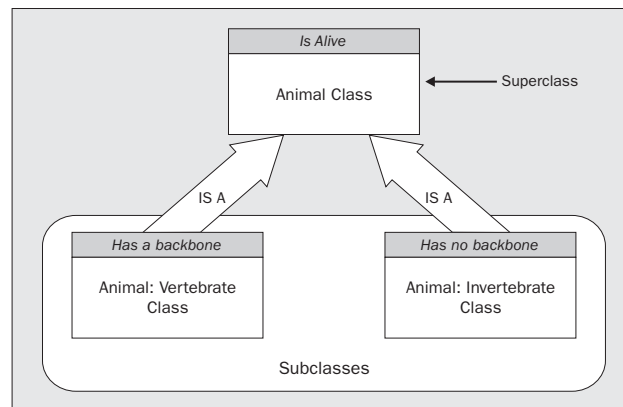 Is Alive
Animal Class
Superclass
IS A
IS A
Has a backbone
Animal: Vertebrate
Class
Has no backbone
Animal: Invertebrate
Class
Subclasses